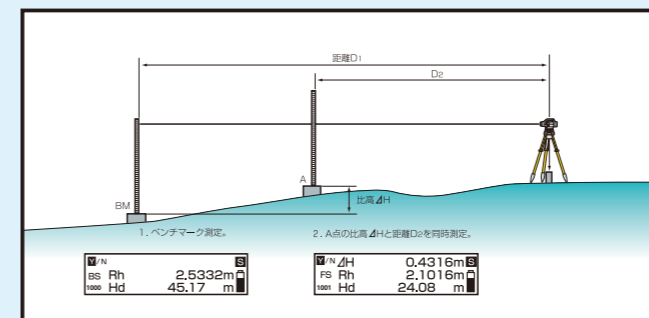 距離D1
D2
A
BM
比高⊿H
1. ベンチマーク測定。
2. A点の比高⊿Hと距離D2を同時測定。
Y/N S
BS Rh 2.5332m
1000 Hd 45.17 m
Y/N ⊿H 0.4316m S
FS Rh 2.1016m
1001 Hd 24.08 m